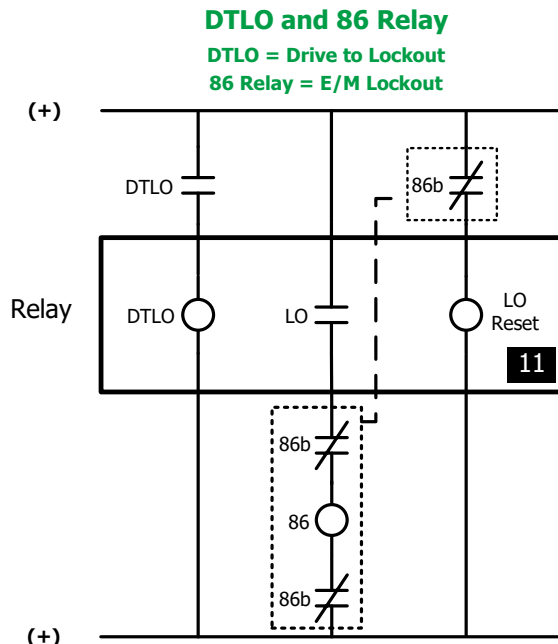 DTLO and 86 Relay
DTLO = Drive to Lockout
86 Relay = E/M Lockout
(+)
DTLO
86b
Relay
DTLO
LO
LO
Reset
11
86b
86
86b
(+)